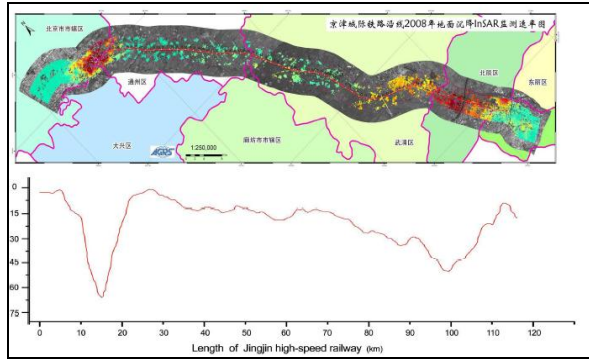 京津城际铁路沿线2008年地面沉降InSAR监测速率图
北京市市辖区
通州区
大兴区
廊坊市市辖区
武清区
北辰区
东丽区
1:250,000
0
15
30
45
60
75
0 10 20 30 40 50 60 70 80 90 100 110 120
Length of Jingjin high-speed railway (km)